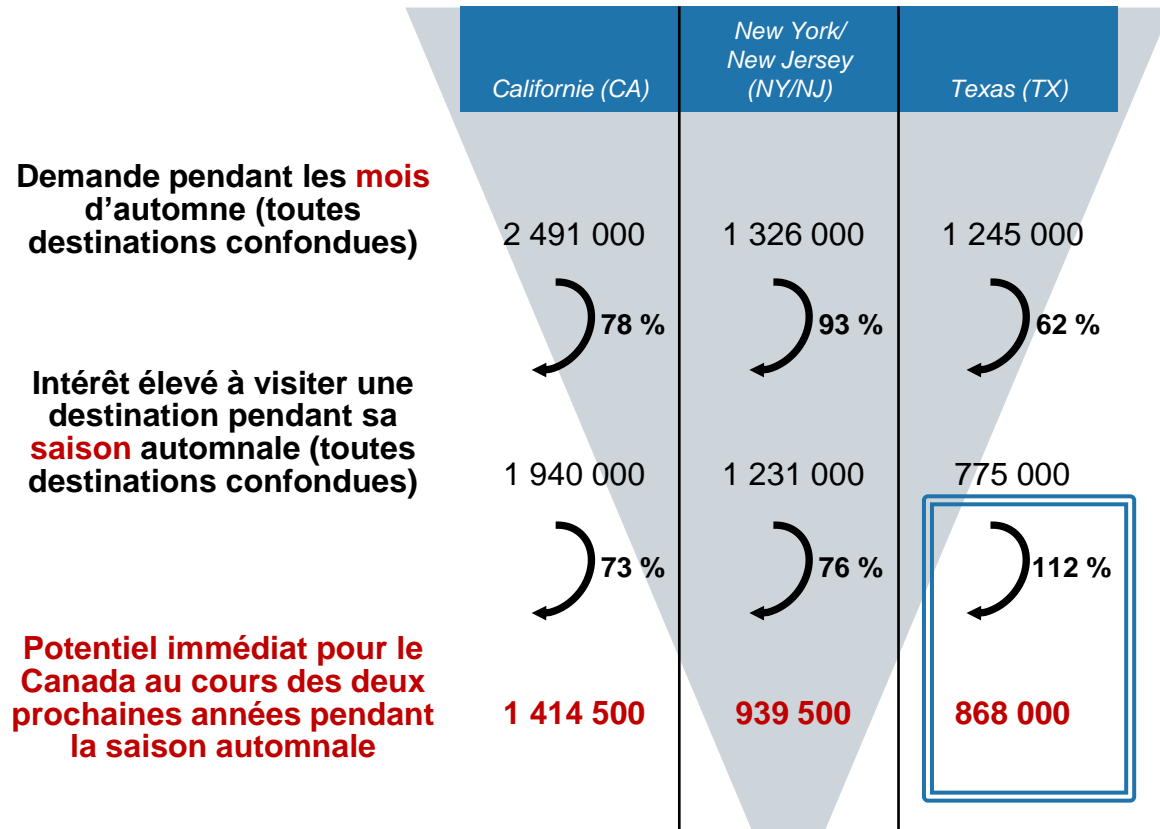 Californie (CA)
New York/
New Jersey
(NY/NJ)
Texas (TX)
Demande pendant les mois
d’automne (toutes
destinations confondues)
2 491 000
1 326 000
1 245 000
78 %
93 %
62 %
Intérêt élevé à visiter une
destination pendant sa
saison automnale (toutes
destinations confondues)
1 940 000
1 231 000
775 000
73 %
76 %
112 %
Potentiel immédiat pour le
Canada au cours des deux
prochaines années pendant
la saison automnale
1 414 500
939 500
868 000